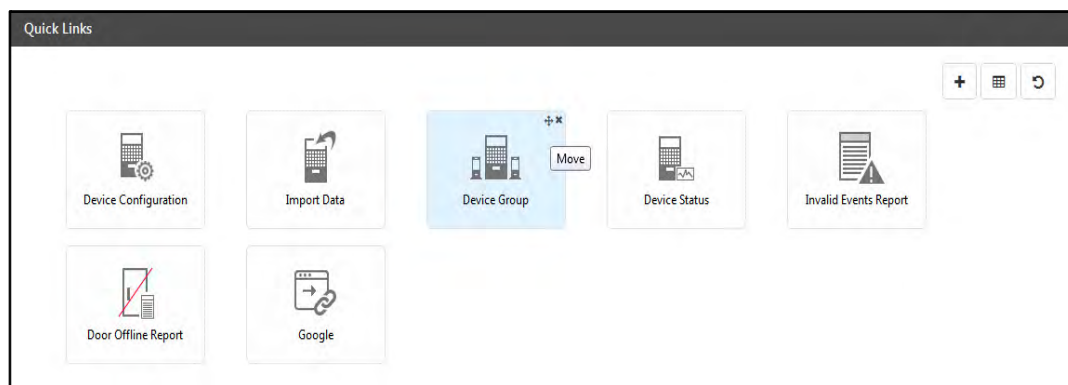 Quick Links
Move
Device Configuration
Import Data
Device Group
Device Status
Invalid Events Report
Door Offline Report
Google